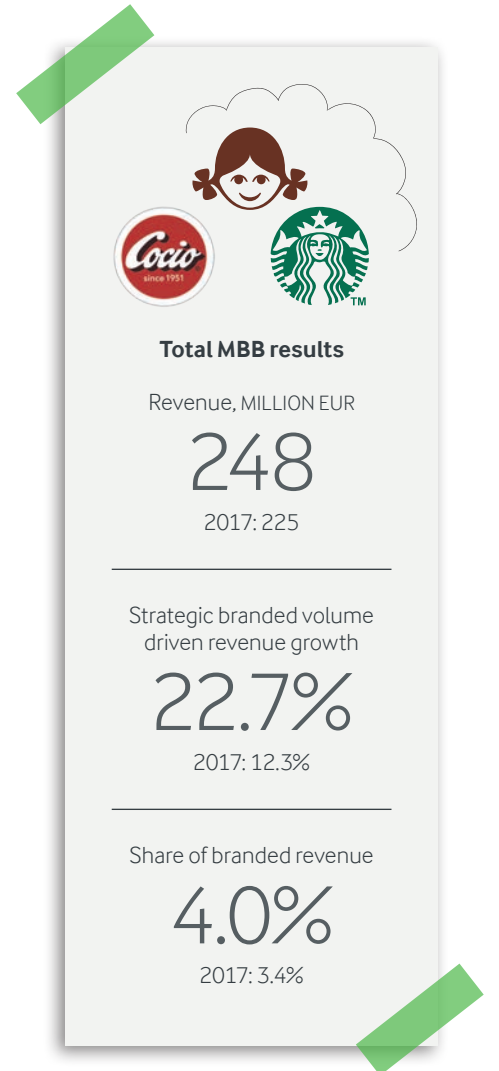 Cocio
since 1951
TM
Total MBB results
Revenue, MILLION EUR
248
2017: 225
Strategic branded volume
driven revenue growth
22.7%
2017: 12.3%
Share of branded revenue
4.0%
2017: 3.4%